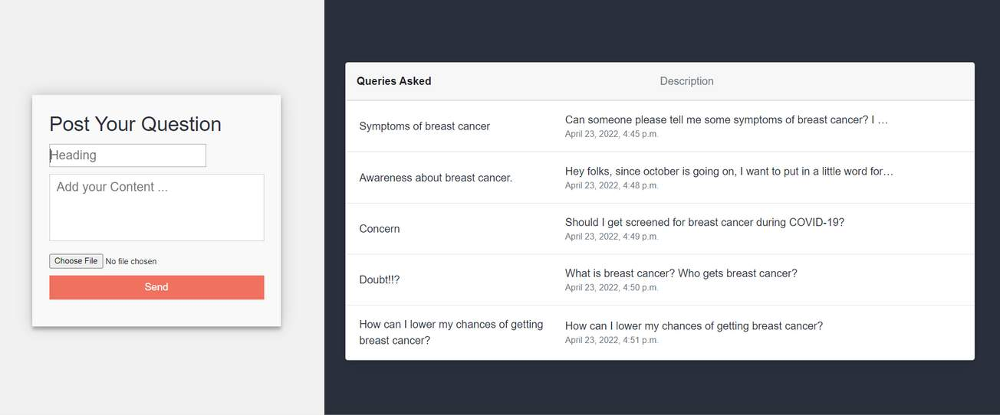 Post Your Question
Heading
Add your Content ...
Choose File No file chosen
Send
Queries Asked Description
Symptoms of breast cancer
Can someone please tell me some symptoms of breast cancer? I …
April 23, 2022, 4:45 p.m.
Awareness about breast cancer.
Hey folks, since october is going on, I want to put in a little word for…
April 23, 2022, 4:48 p.m.
Concern
Should I get screened for breast cancer during COVID-19?
April 23, 2022, 4:49 p.m.
Doubt!!?
What is breast cancer? Who gets breast cancer?
April 23, 2022, 4:50 p.m.
How can I lower my chances of getting
breast cancer?
How can I lower my chances of getting breast cancer?
April 23, 2022, 4:51 p.m.